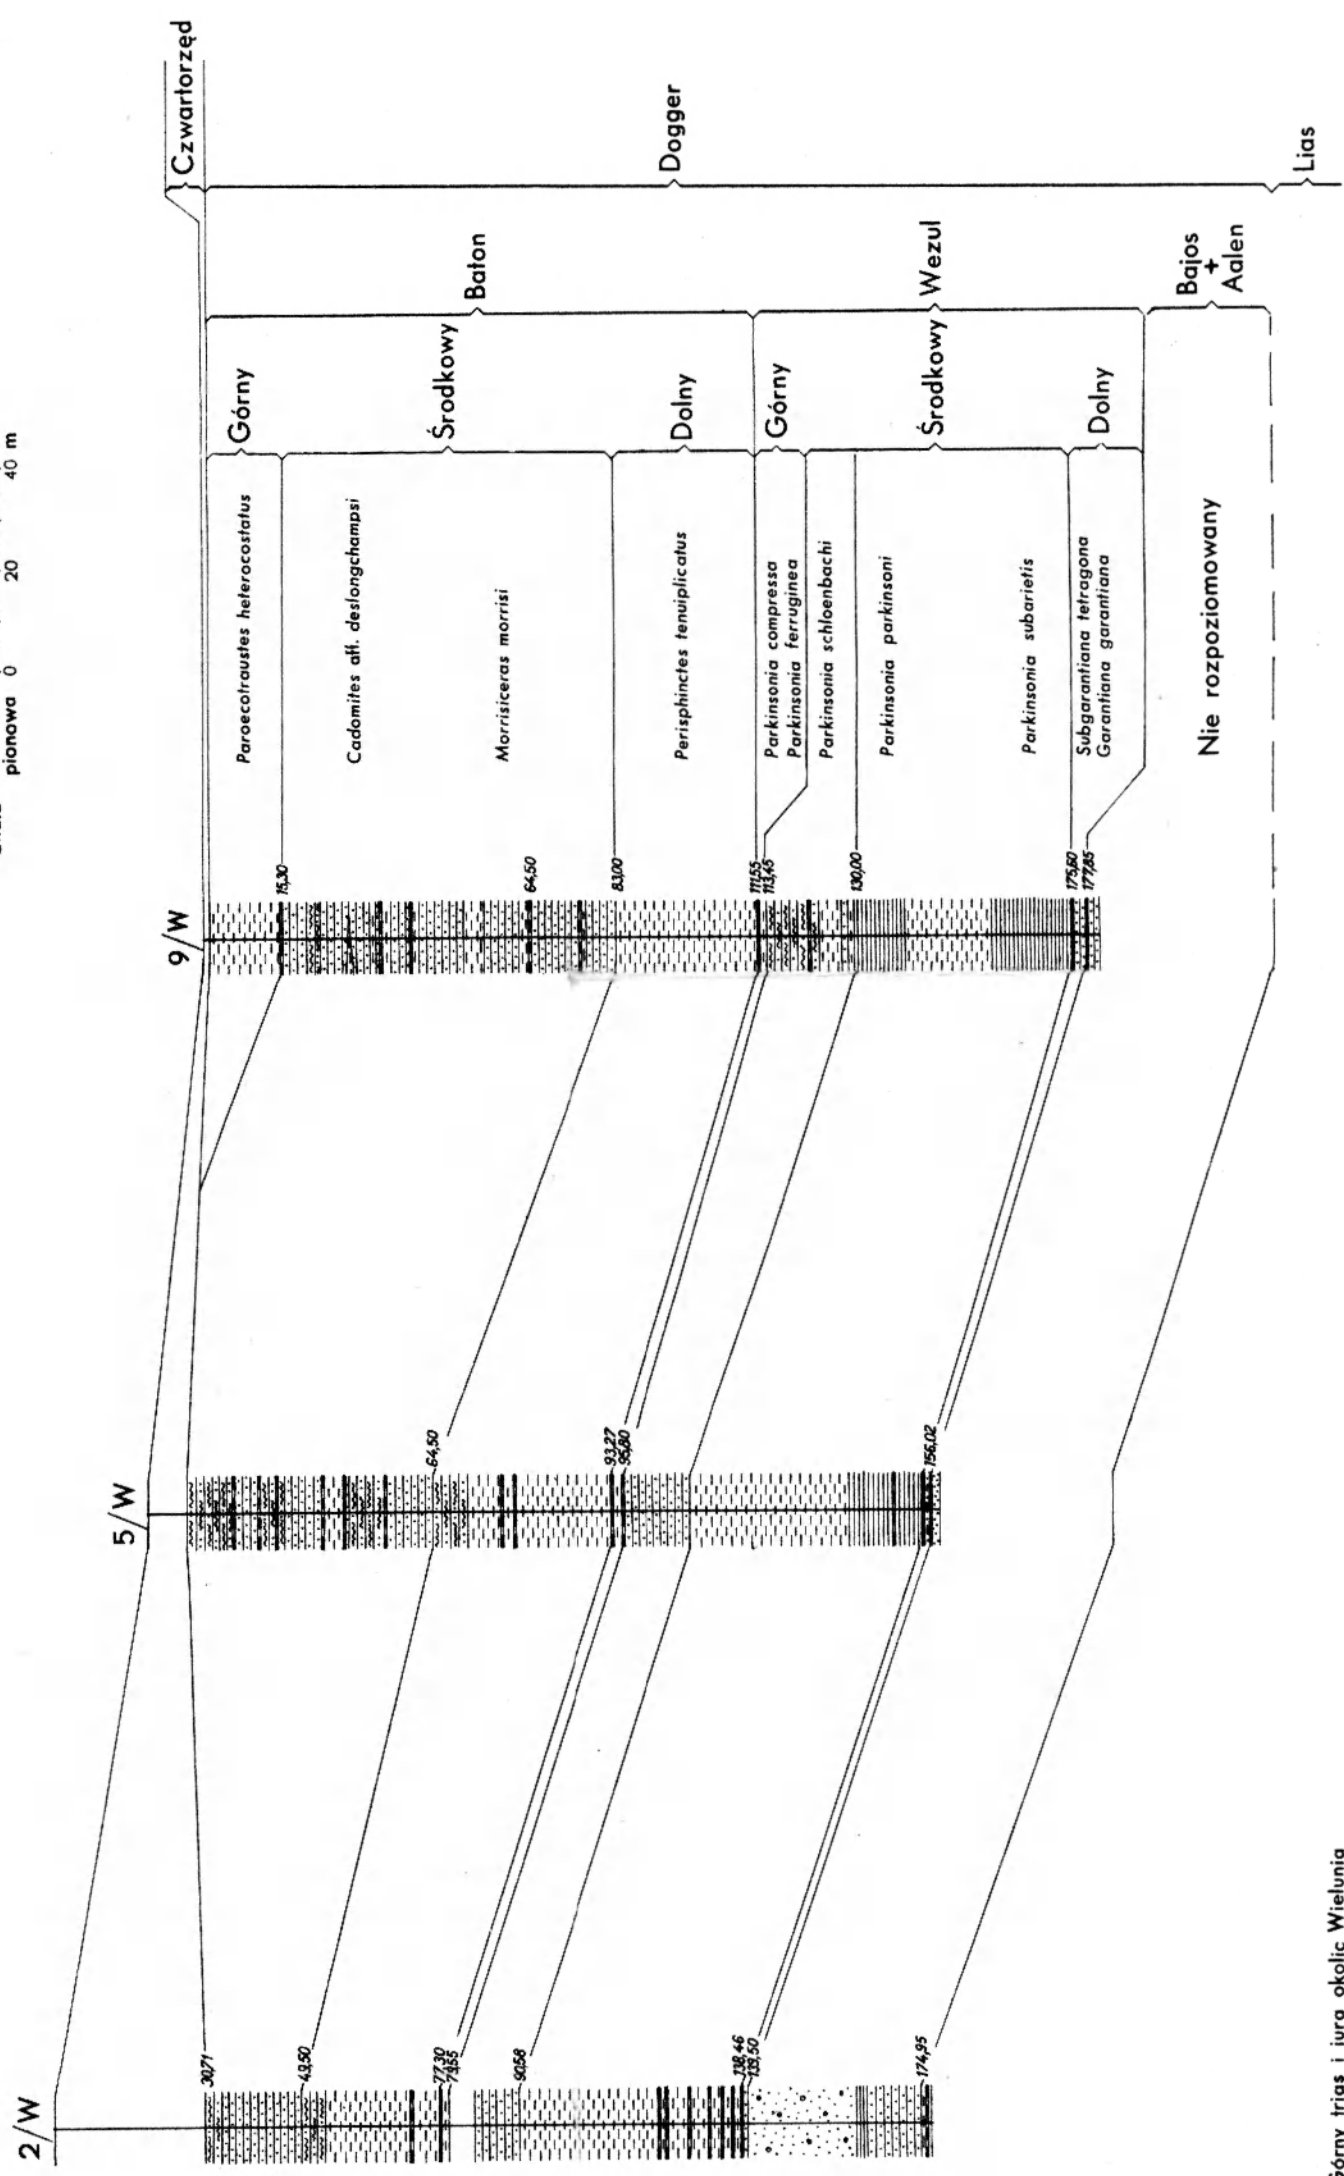 pionowa 0 20 40 m
2/W
30,71
49,50
77,30
79,55
90,58
138,46
139,50
174,95
5/W
64,50
93,27
95,80
156,02
9/W
15,30
64,50
83,00
111,55
113,45
130,00
175,60
177,85
Paroecotraustes heterocostatus
Cadomites aff. deslongchampsi
Morrisiceras morrisi
Perisphinctes tenuiplicatus
Parkinsonia compressa
Parkinsonia ferruginea
Parkinsonia schloenbachi
Parkinsonia parkinsoni
Parkinsonia subarietis
Subgarantiana tetragona
Garantiana garantiana
Nie rozpoziomowany
Górny
Środkowy
Dolny
Górny
Środkowy
Dolny
Baton
Wezul
Bajos
+
Aalen
Czwartorzęd
Dogger
Lias
trias i jura okolic Wielunia